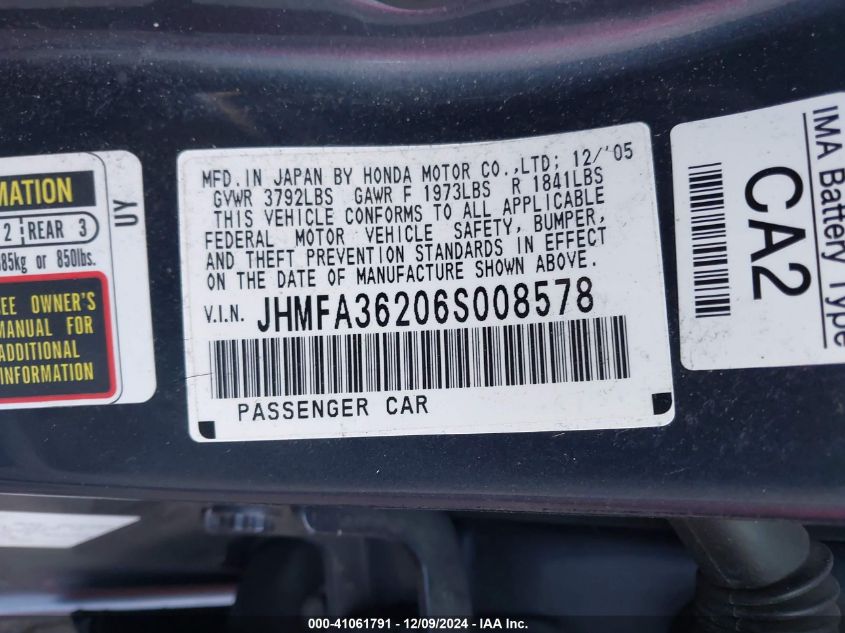 MATION
2 REAR 3
385kg or 850lbs.
SEE OWNER'S
MANUAL FOR
ADDITIONAL
INFORMATION
UY
MFD. IN JAPAN BY HONDA MOTOR CO.,LTD; 12/'05
GVWR 3792LBS GAWR F 1973LBS R 1841LBS
THIS VEHICLE CONFORMS TO ALL APPLICABLE
FEDERAL MOTOR VEHICLE SAFETY, BUMPER,
AND THEFT PREVENTION STANDARDS IN EFFECT
ON THE DATE OF MANUFACTURE SHOWN ABOVE.
V.I.N. JHMFA36206S008578
PASSENGER CAR
CA2
IMA Battery Type
000-41061791 - 12/09/2024 - IAA Inc.